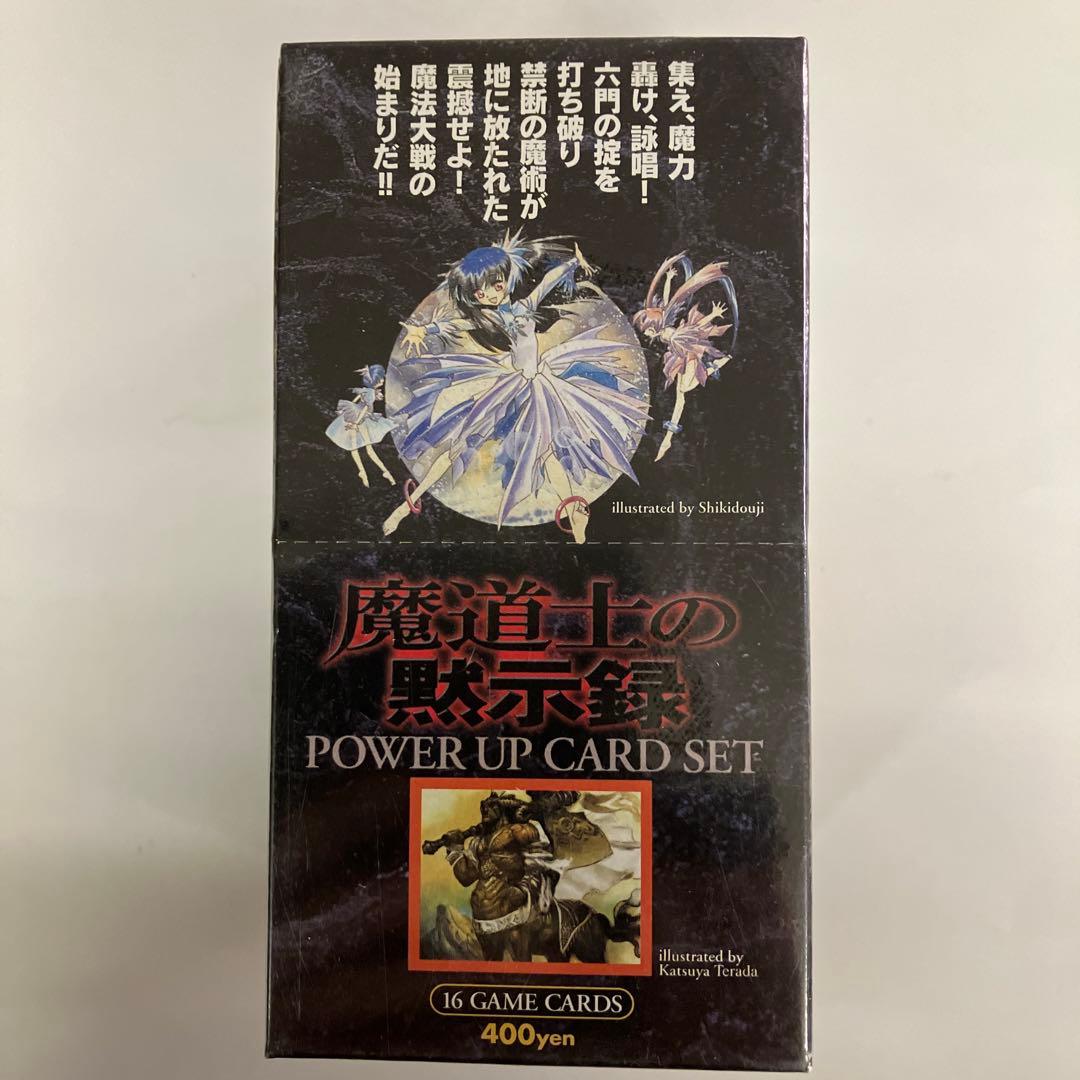 集え、魔力
轟け、詠唱！
六門の掟を
打ち破り
禁断の魔術が
地に放たれた
震撼せよ！
魔法大戦の
始まりだ!!
illustrated by Shikidouji
魔道士の
黙示録
POWER UP CARD SET
illustrated by
Katsuya Terada
16 GAME CARDS
400yen